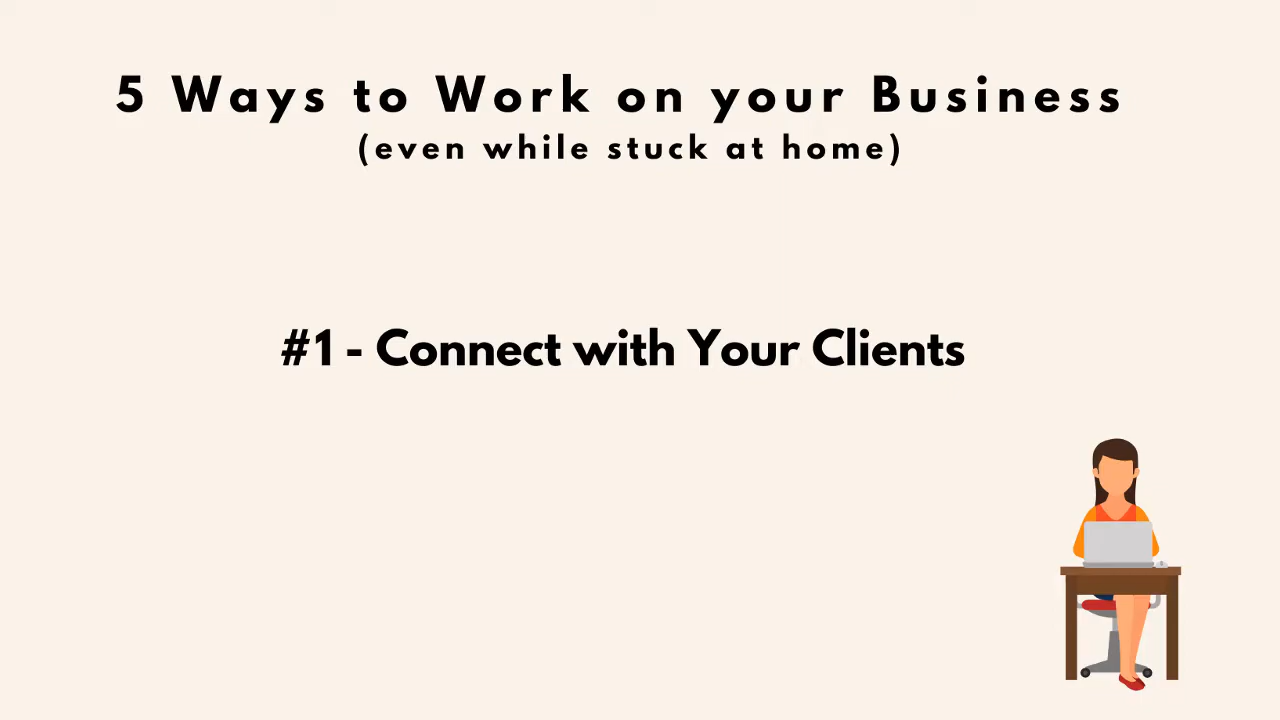 5 Ways to Work on your Business
(even while stuck at home)
#1 - Connect with Your Clients